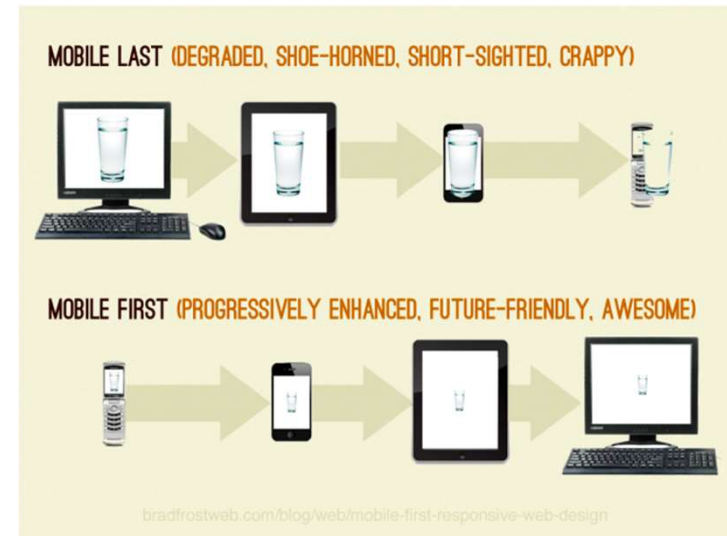 MOBILE LAST (DEGRADED, SHOE-HORNED, SHORT-SIGHTED, CRAPPY)
MOBILE FIRST (PROGRESSIVELY ENHANCED, FUTURE-FRIENDLY, AWESOME)
bradfrostweb.com/blog/web/mobile-first-responsive-web-design